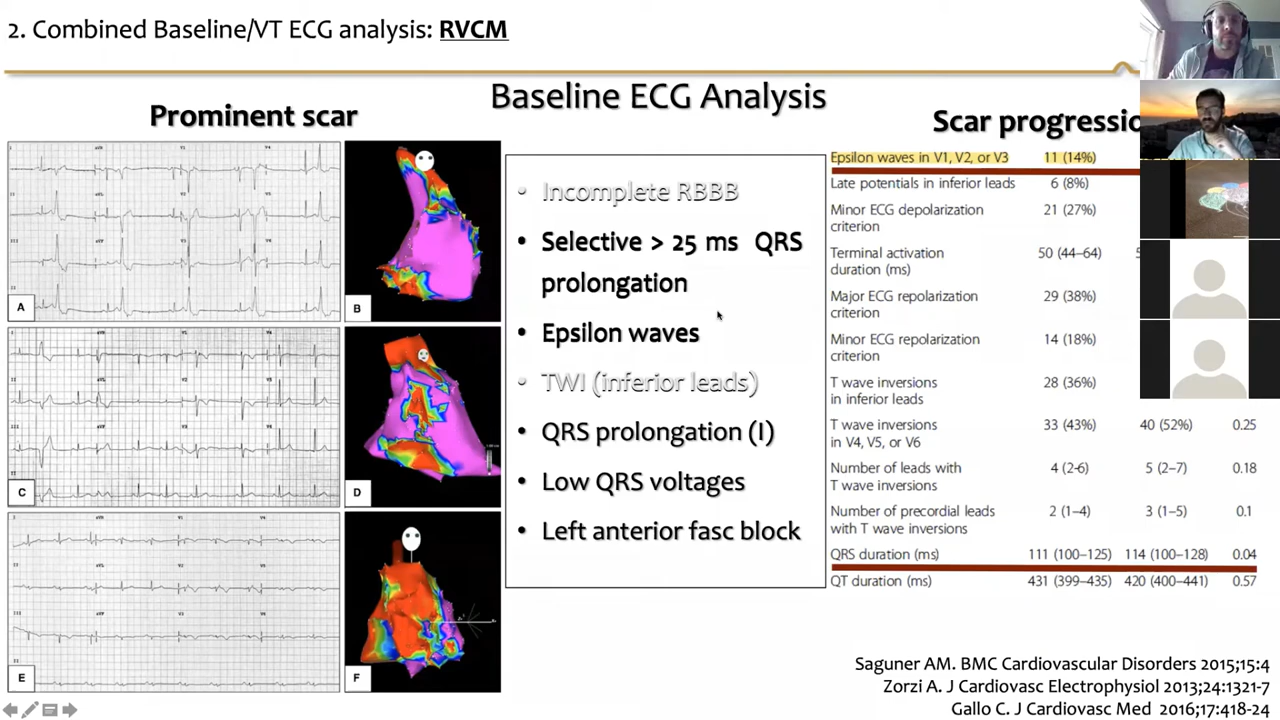 2. Combined Baseline/VT ECG analysis: RVCM
Baseline ECG Analysis
Prominent scar
A
B
C
D
E
F
• Incomplete RBBB
• Selective > 25 ms QRS
prolongation
• Epsilon waves
• TWI (inferior leads)
• QRS prolongation (I)
• Low QRS voltages
• Left anterior fasc block
Scar progressio
Epsilon waves in V1, V2, or V3 11 (14%)
Late potentials in inferior leads 6 (8%)
Minor ECG depolarization 21 (27%)
criterion
Terminal activation 50 (44–64) 5
duration (ms)
Major ECG repolarization 29 (38%)
criterion
Minor ECG repolarization 14 (18%)
criterion
T wave inversions 28 (36%)
in inferior leads
T wave inversions 33 (43%) 40 (52%) 0.25
in V4, V5, or V6
Number of leads with 4 (2-6) 5 (2–7) 0.18
T wave inversions
Number of precordial leads 2 (1–4) 3 (1–5) 0.1
with T wave inversions
QRS duration (ms) 111 (100–125) 114 (100–128) 0.04
QT duration (ms) 431 (399–435) 420 (400–441) 0.57
Saguner AM. BMC Cardiovascular Disorders 2015;15:4
Zorzi A. J Cardiovasc Electrophysiol 2013;24:1321-7
Gallo C. J Cardiovasc Med 2016;17:418-24